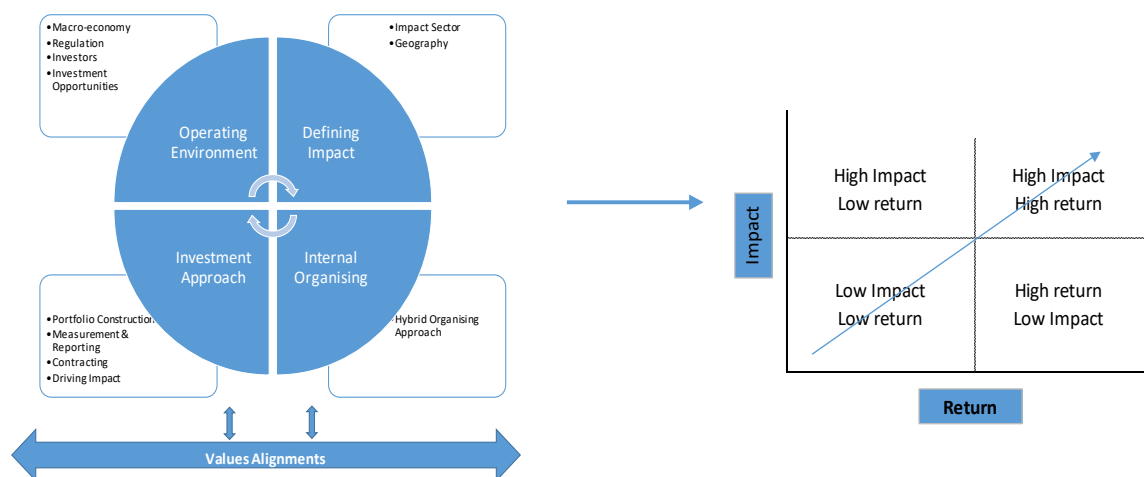 •Macro-economy
•Regulation
•Investors
•Investment
Opportunities
•Impact Sector
•Geography
Operating
Environment
Defining
Impact
Investment
Approach
Internal
Organising
•Portfolio Construction
•Measurement &
Reporting
•Contracting
•Driving Impact
•Hybrid Organising
Approach
Values Alignments
Impact
High Impact
Low return
High Impact
High return
Low Impact
Low return
High return
Low Impact
Return